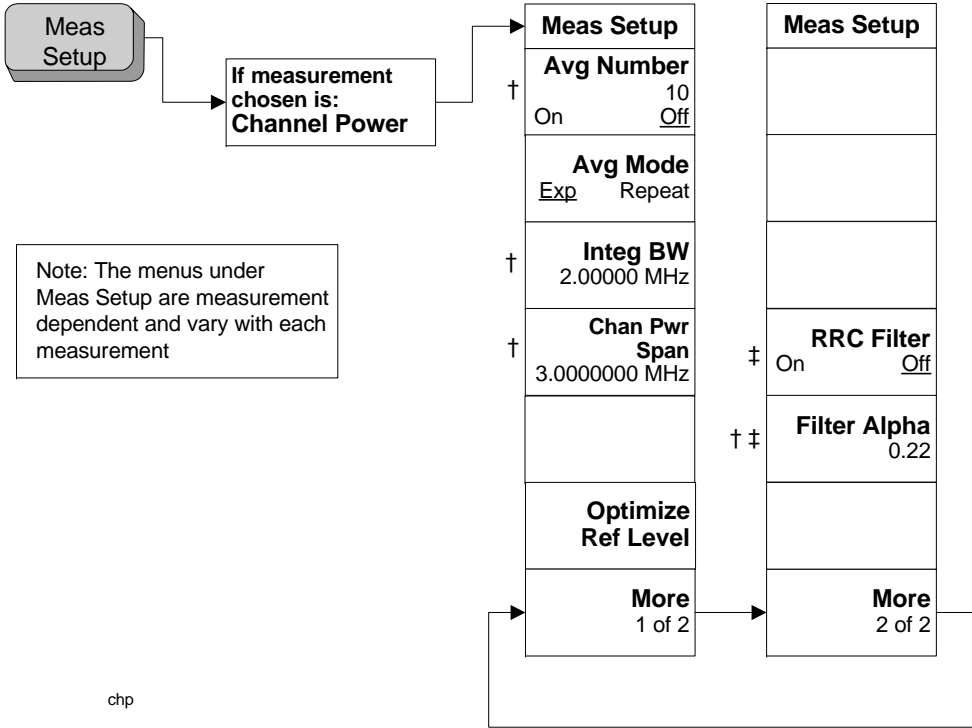 Meas
Setup
If measurement
chosen is:
Channel Power
Note: The menus under
Meas Setup are measurement
dependent and vary with each
measurement
Meas Setup
Avg Number
†
10
On Off
Avg Mode
Exp Repeat
†
Integ BW
2.00000 MHz
†
Chan Pwr
Span
3.0000000 MHz
Optimize
Ref Level
More
1 of 2
Meas Setup
‡
RRC Filter
On Off
† ‡
Filter Alpha
0.22
More
2 of 2
chp